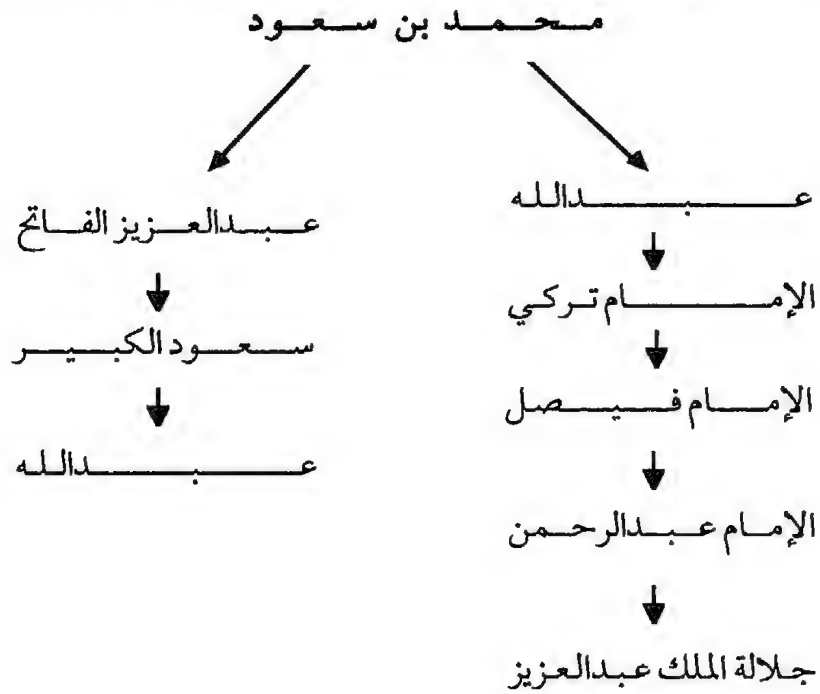 محمد بن سعود
عبدالله
الإمام تركي
الإمام فيصل
الإمام عبدالرحمن
جلالة الملك عبدالعزيز
عبدالعزيز الفاتح
سعود الكبير
عبدالله